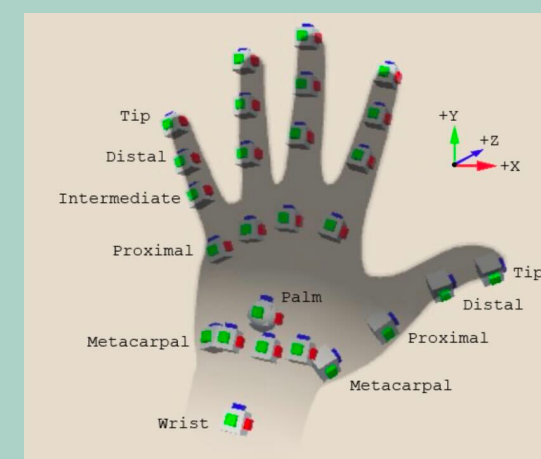 Tip
Distal
Intermediate
Proximal
Metacarpal
Wrist
Palm
+Y
+Z
+X
Tip
Distal
Proximal
Metacarpal